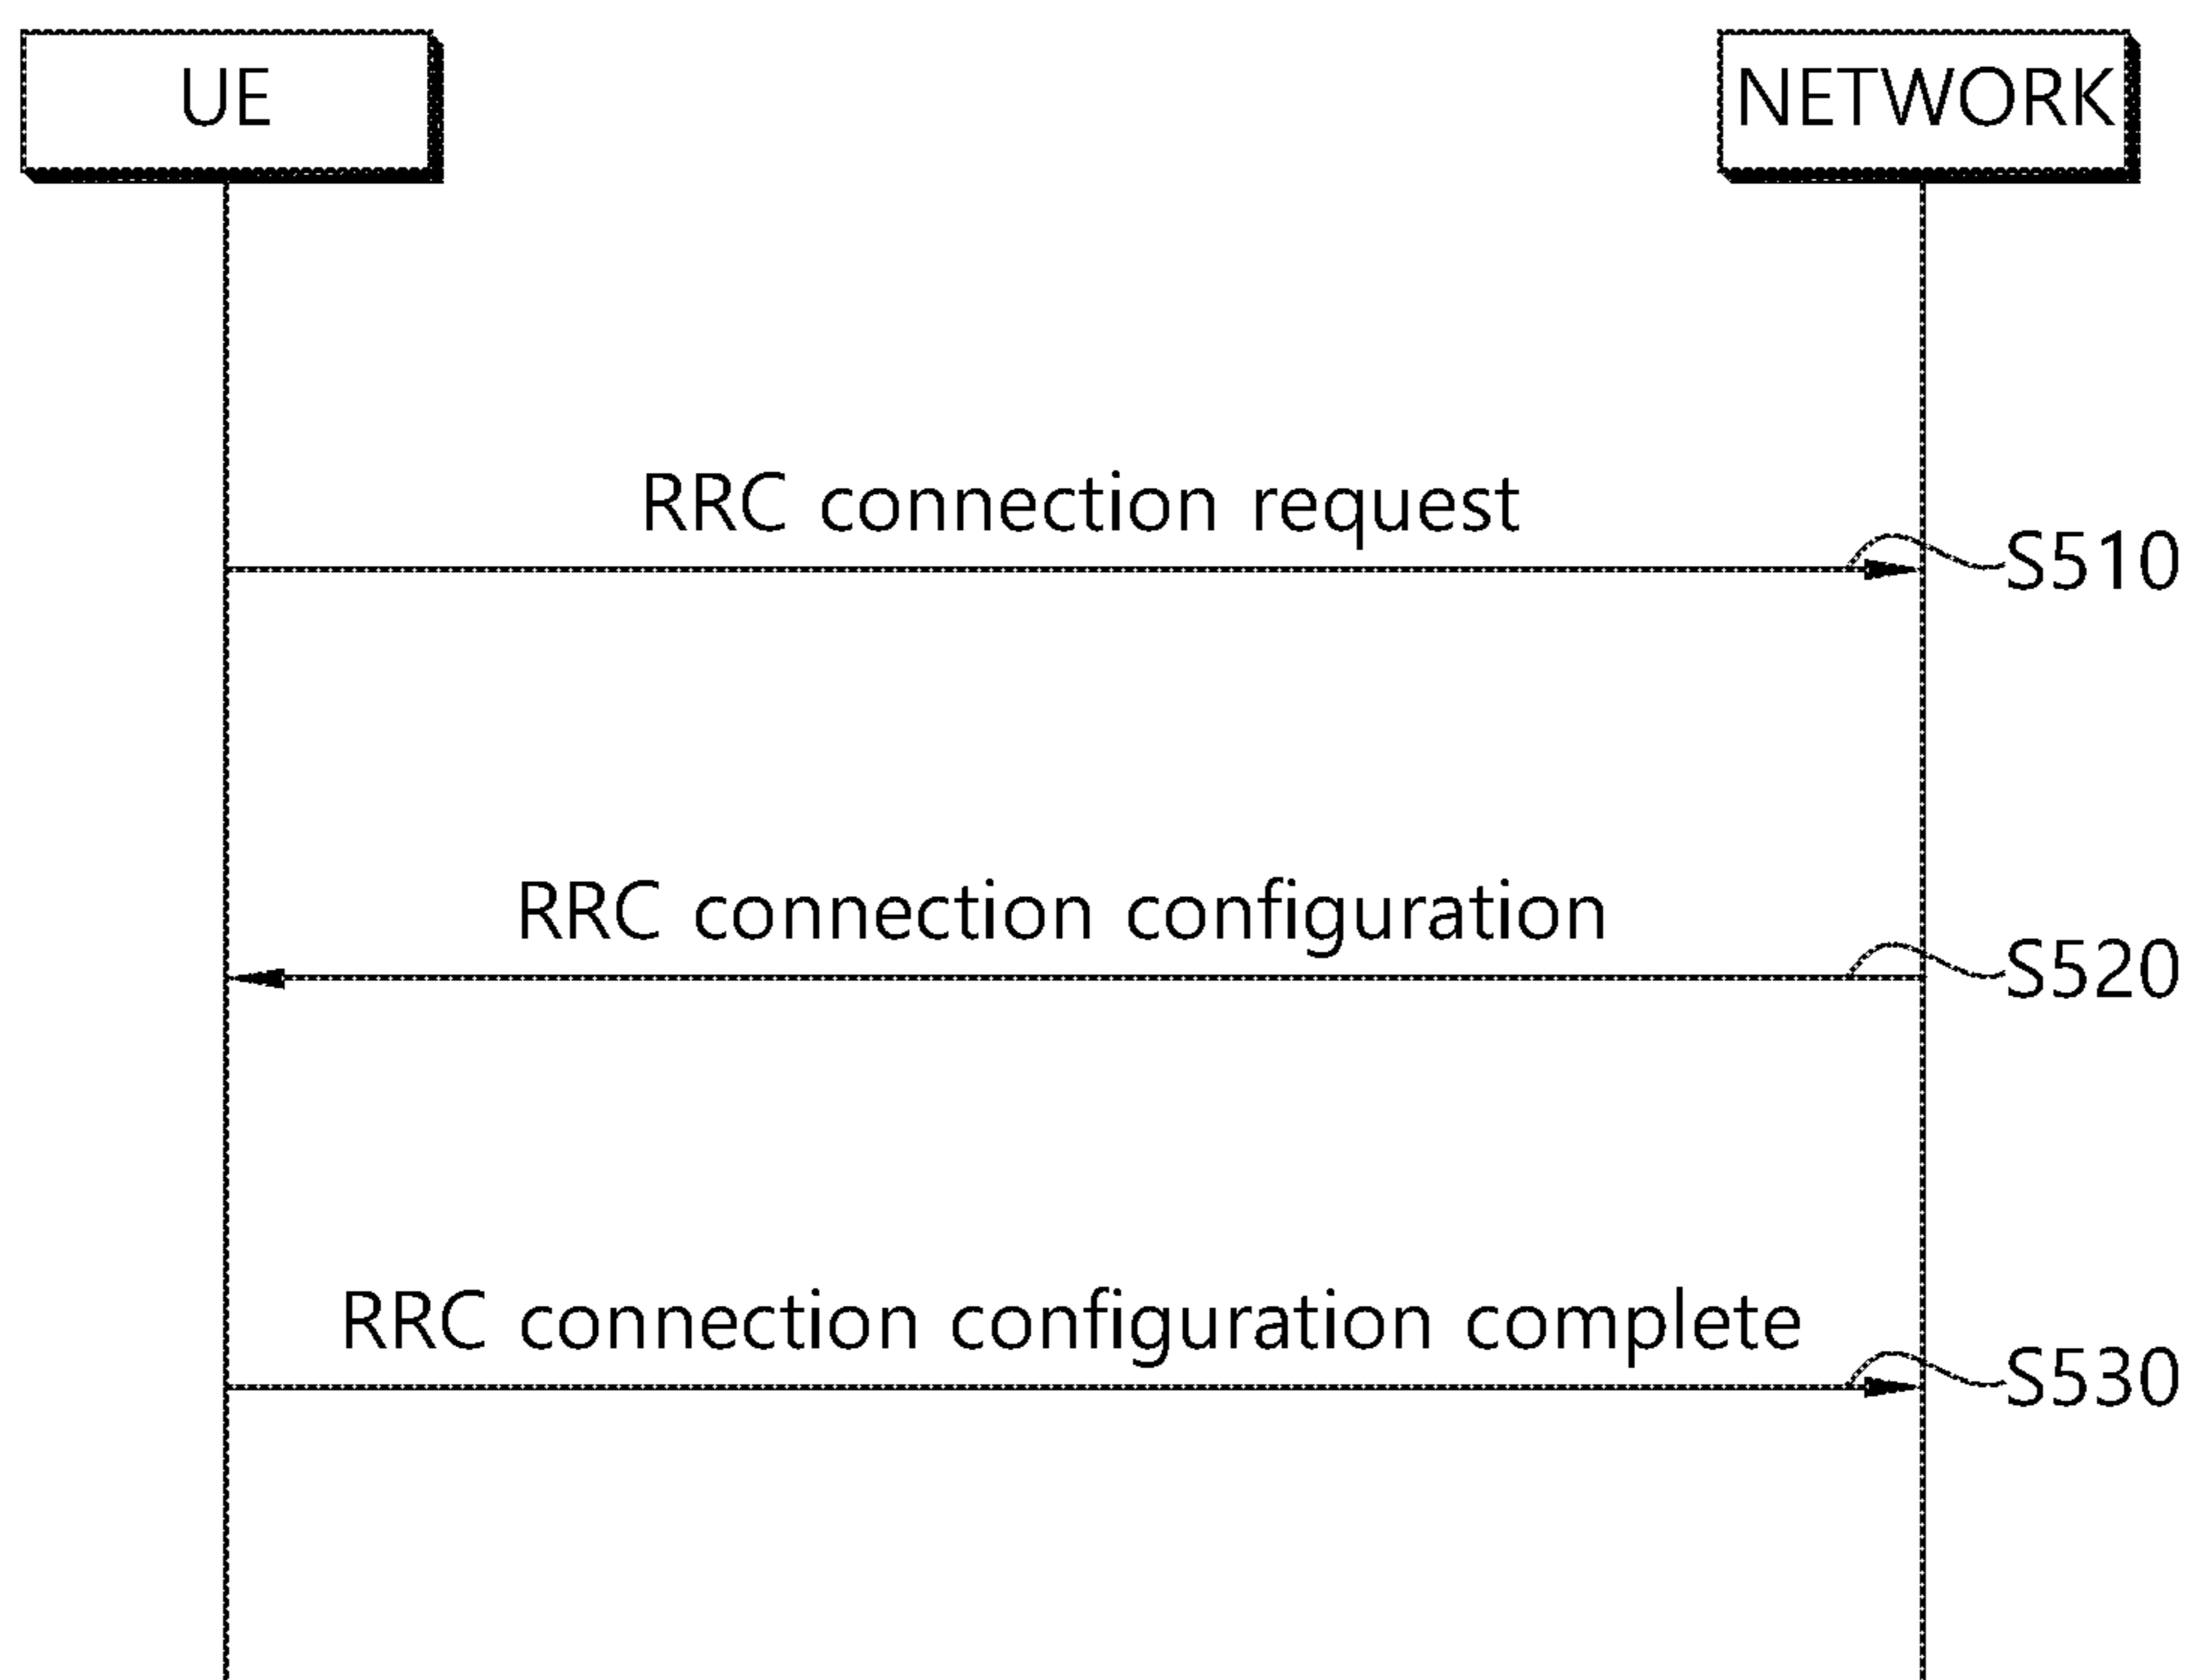 UE
NETWORK
RRC connection request
S510
RRC connection configuration
S520
RRC connection configuration complete
S530